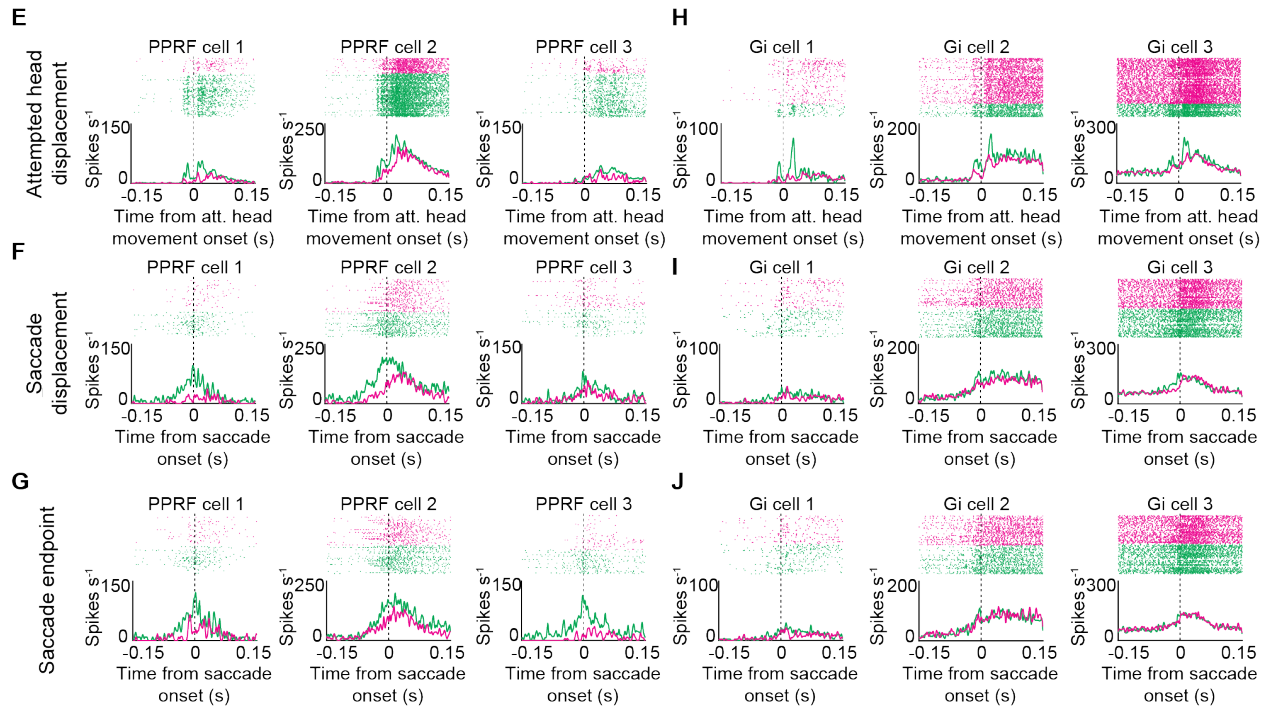 E
H
PPRF cell 1
PPRF cell 2
PPRF cell 3
Gi cell 1
Gi cell 2
Gi cell 3
Attempted head
displacement
Spikes s⁻¹
150
0
-0.15 0 0.15
Time from att. head
movement onset (s)
Spikes s⁻¹
250
0
-0.15 0 0.15
Time from att. head
movement onset (s)
Spikes s⁻¹
150
0
-0.15 0 0.15
Time from att. head
movement onset (s)
Spikes s⁻¹
100
0
-0.15 0 0.15
Time from att. head
movement onset (s)
Spikes s⁻¹
200
0
-0.15 0 0.15
Time from att. head
movement onset (s)
Spikes s⁻¹
300
0
-0.15 0 0.15
Time from att. head
movement onset (s)
F
I
PPRF cell 1
PPRF cell 2
PPRF cell 3
Gi cell 1
Gi cell 2
Gi cell 3
Saccade
displacement
Spikes s⁻¹
150
0
-0.15 0 0.15
Time from saccade
onset (s)
Spikes s⁻¹
250
0
-0.15 0 0.15
Time from saccade
onset (s)
Spikes s⁻¹
150
0
-0.15 0 0.15
Time from saccade
onset (s)
Spikes s⁻¹
100
0
-0.15 0 0.15
Time from saccade
onset (s)
Spikes s⁻¹
200
0
-0.15 0 0.15
Time from saccade
onset (s)
Spikes s⁻¹
300
0
-0.15 0 0.15
Time from saccade
onset (s)
G
J
PPRF cell 1
PPRF cell 2
PPRF cell 3
Gi cell 1
Gi cell 2
Gi cell 3
Saccade endpoint
Spikes s⁻¹
150
0
-0.15 0 0.15
Time from saccade
onset (s)
Spikes s⁻¹
250
0
-0.15 0 0.15
Time from saccade
onset (s)
Spikes s⁻¹
150
0
-0.15 0 0.15
Time from saccade
onset (s)
Spikes s⁻¹
100
0
-0.15 0 0.15
Time from saccade
onset (s)
Spikes s⁻¹
200
0
-0.15 0 0.15
Time from saccade
onset (s)
Spikes s⁻¹
300
0
-0.15 0 0.15
Time from saccade
onset (s)